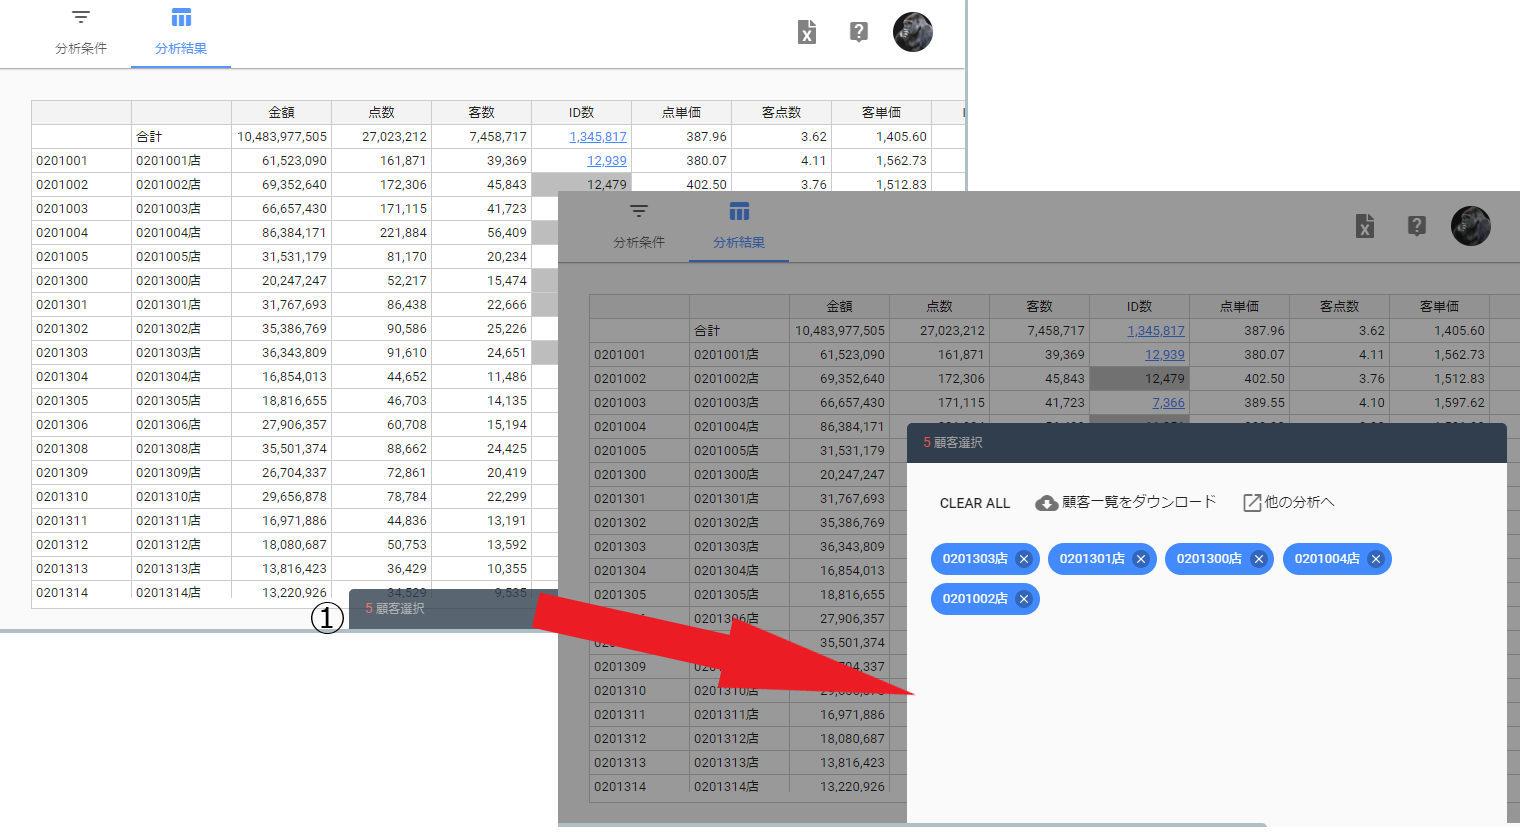 分析条件 分析結果
金額 点数 客数 ID数 点単価 客点数 客単価
合計 10,483,977,505 27,023,212 7,458,717 1,345,817 387.96 3.62 1,405.60
0201001 0201001店 61,523,090 161,871 39,369 12,939 380.07 4.11 1,562.73
0201002 0201002店 69,352,640 172,306 45,843 12,479 402.50 3.76 1,512.83
0201003 0201003店 66,657,430 171,115 41,723
0201004 0201004店 86,384,171 221,884 56,409
0201005 0201005店 31,531,179 81,170 20,234
0201300 0201300店 20,247,247 52,217 15,474
0201301 0201301店 31,767,693 86,438 22,666
0201302 0201302店 35,386,769 90,586 25,226
0201303 0201303店 36,343,809 91,610 24,651
0201304 0201304店 16,854,013 44,652 11,486
0201305 0201305店 18,816,655 46,703 14,135
0201306 0201306店 27,906,357 60,708 15,194
0201308 0201308店 35,501,374 88,662 24,425
0201309 0201309店 26,704,337 72,861 20,419
0201310 0201310店 29,656,878 78,784 22,299
0201311 0201311店 16,971,886 44,836 13,191
0201312 0201312店 18,080,687 50,753 13,592
0201313 0201313店 13,816,423 36,429 10,355
0201314 0201314店 13,220,926 34,529 9,535
① 5 顧客選択
分析条件 分析結果
金額 点数 客数 ID数 点単価 客点数 客単価
合計 10,483,977,505 27,023,212 7,458,717 1,345,817 387.96 3.62 1,405.60
0201001 0201001店 61,523,090 161,871 39,369 12,939 380.07 4.11 1,562.73
0201002 0201002店 69,352,640 172,306 45,843 12,479 402.50 3.76 1,512.83
0201003 0201003店 66,657,430 171,115 41,723 7,366 389.55 4.10 1,597.62
0201004 0201004店 86,384,171
0201005 0201005店 31,531,179
0201300 0201300店 20,247,247
0201301 0201301店 31,767,693
0201302 0201302店 35,386,769
0201303 0201303店 36,343,809
0201304 0201304店 16,854,013
0201305 0201305店 18,816,655
0201306店 27,906,357
35,501,374
0201309
0201310 0201310店
0201311 0201311店 16,971,886
0201312 0201312店 18,080,687
0201313 0201313店 13,816,423
0201314 0201314店 13,220,926
5 顧客選択
CLEAR ALL 顧客一覧をダウンロード 他の分析へ
0201303店 0201301店 0201300店 0201004店
0201002店